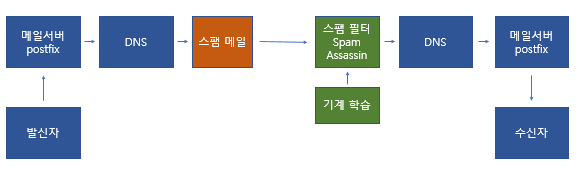 메일서버
postfix
DNS
스팸 메일
스팸 필터
Spam
Assassin
DNS
메일서버
postfix
발신자
기계 학습
수신자